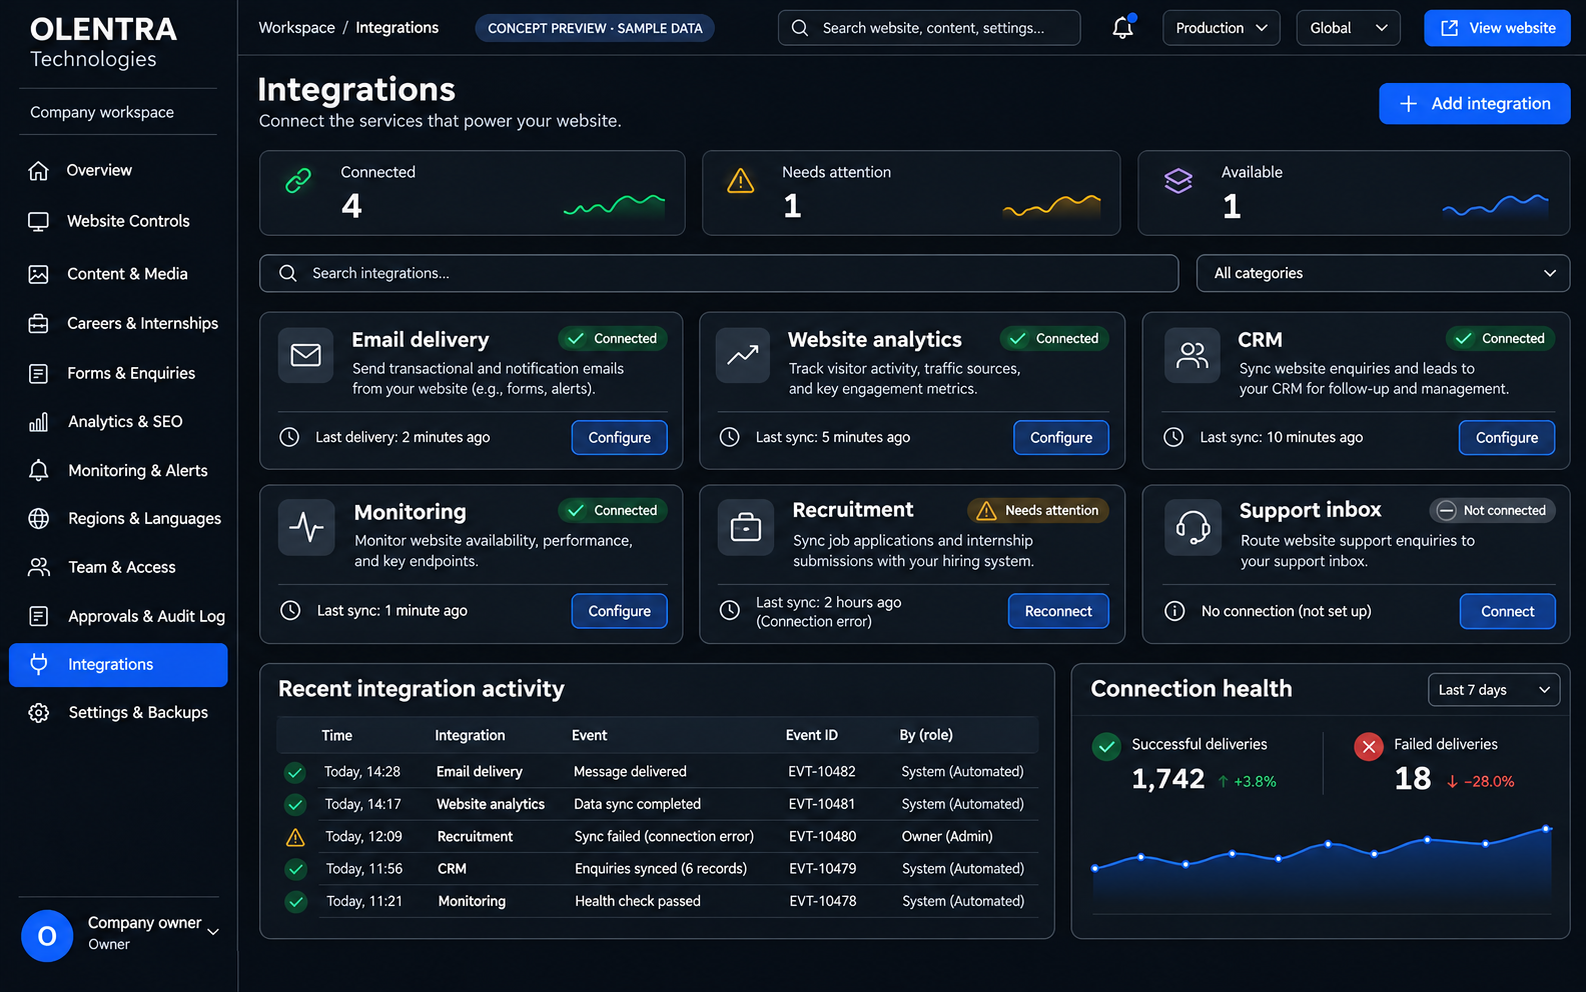 OLENTRA
Technologies
Company workspace
Overview
Website Controls
Content & Media
Careers & Internships
Forms & Enquiries
Analytics & SEO
Monitoring & Alerts
Regions & Languages
Team & Access
Approvals & Audit Log
Integrations
Settings & Backups
O
Company owner
Owner
Workspace / Integrations
CONCEPT PREVIEW · SAMPLE DATA
Search website, content, settings...
Production
Global
View website
Integrations
Connect the services that power your website.
Add integration
Connected
4
Needs attention
1
Available
1
Search integrations...
All categories
Email delivery
Connected
Send transactional and notification emails
from your website (e.g., forms, alerts).
Last delivery: 2 minutes ago
Configure
Website analytics
Connected
Track visitor activity, traffic sources,
and key engagement metrics.
Last sync: 5 minutes ago
Configure
CRM
Connected
Sync website enquiries and leads to
your CRM for follow-up and management.
Last sync: 10 minutes ago
Configure
Monitoring
Connected
Monitor website availability, performance,
and key endpoints.
Last sync: 1 minute ago
Configure
Recruitment
Needs attention
Sync job applications and internship
submissions with your hiring system.
Last sync: 2 hours ago
(Connection error)
Reconnect
Support inbox
Not connected
Route website support enquiries to
your support inbox.
No connection (not set up)
Connect
Recent integration activity
Time Integration Event Event ID By (role)
Today, 14:28 Email delivery Message delivered EVT-10482 System (Automated)
Today, 14:17 Website analytics Data sync completed EVT-10481 System (Automated)
Today, 12:09 Recruitment Sync failed (connection error) EVT-10480 Owner (Admin)
Today, 11:56 CRM Enquiries synced (6 records) EVT-10479 System (Automated)
Today, 11:21 Monitoring Health check passed EVT-10478 System (Automated)
Connection health
Last 7 days
Successful deliveries
1,742 ↑ +3.8%
Failed deliveries
18 ↓ −28.0%